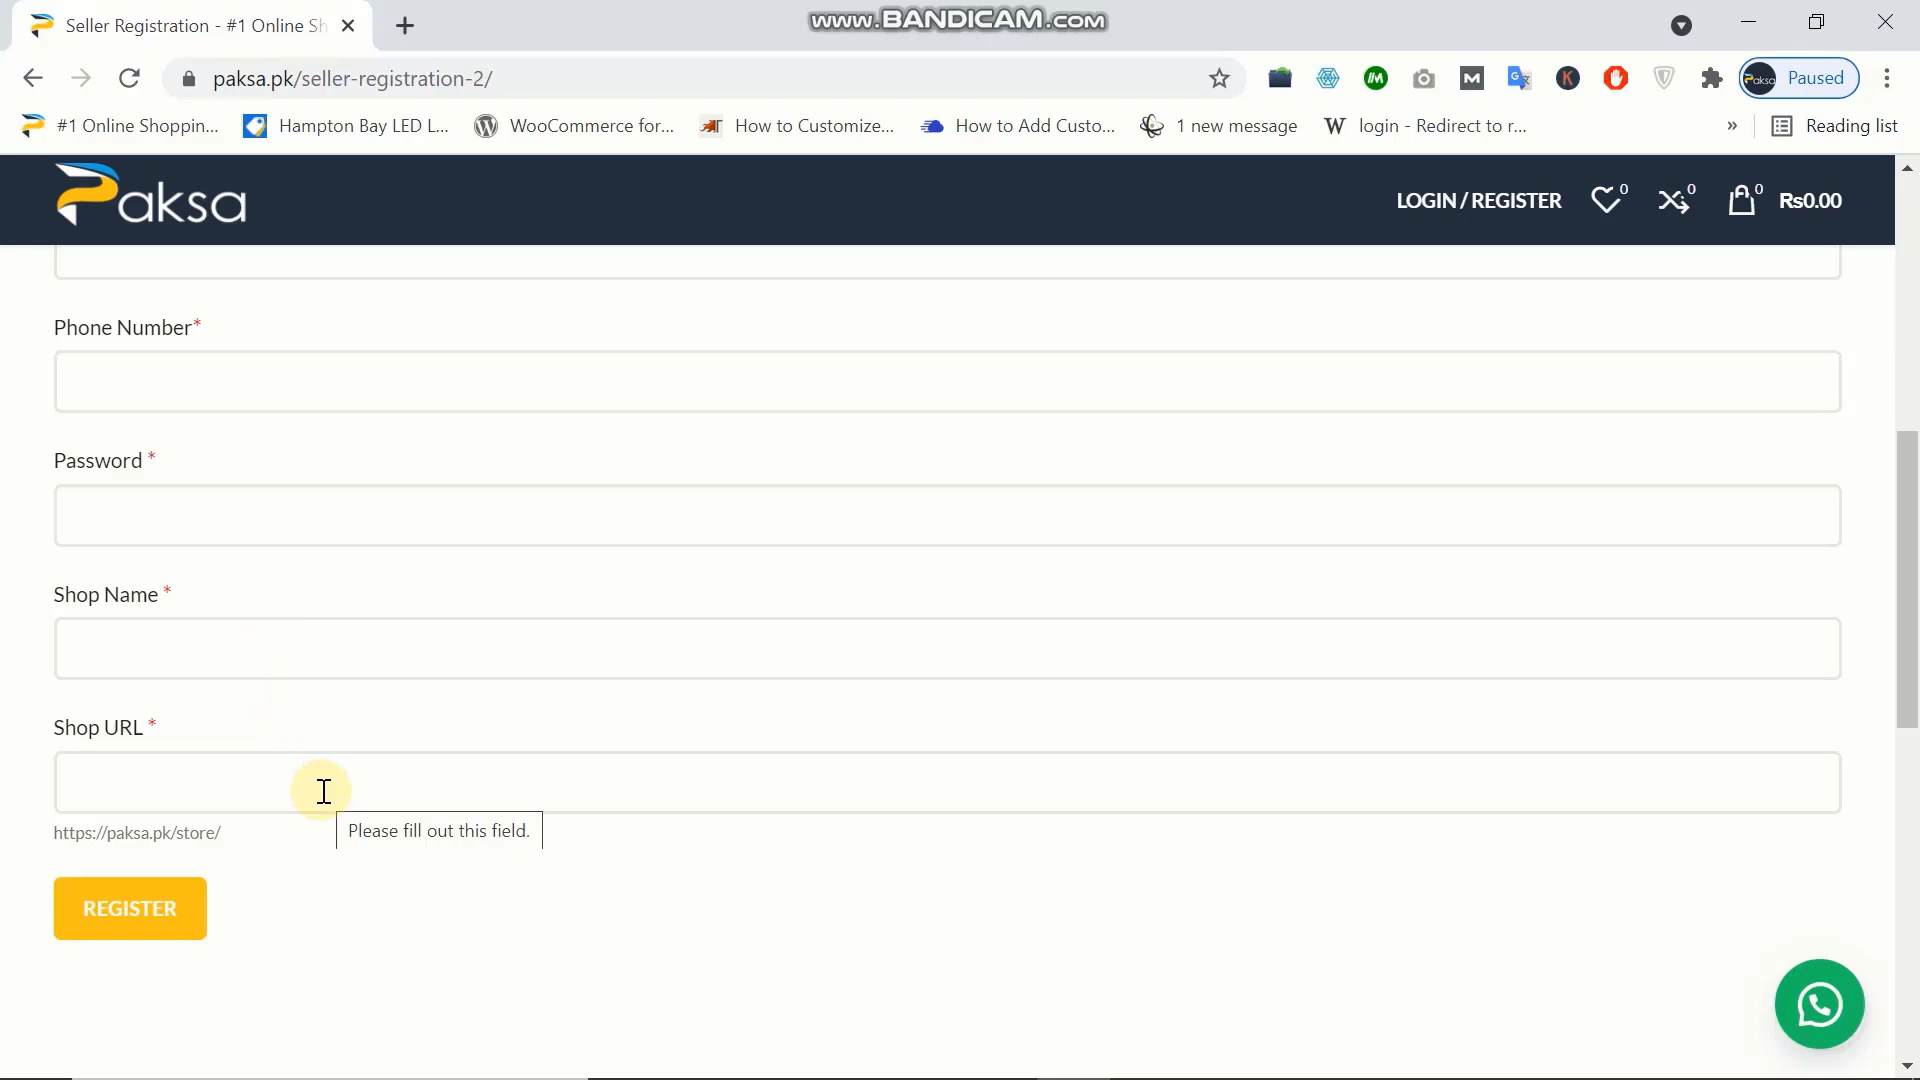 Seller Registration - #1 Online Sh
www.BANDICAM.com
paksa.pk/seller-registration-2/
Paused
#1 Online Shoppin...
Hampton Bay LED L...
WooCommerce for...
How to Customize...
How to Add Custo...
1 new message
login - Redirect to r...
»
Reading list
Paksa
LOGIN / REGISTER
0
0
0
₨0.00
Phone Number*
Password *
Shop Name *
Shop URL *
Please fill out this field.
https://paksa.pk/store/
REGISTER